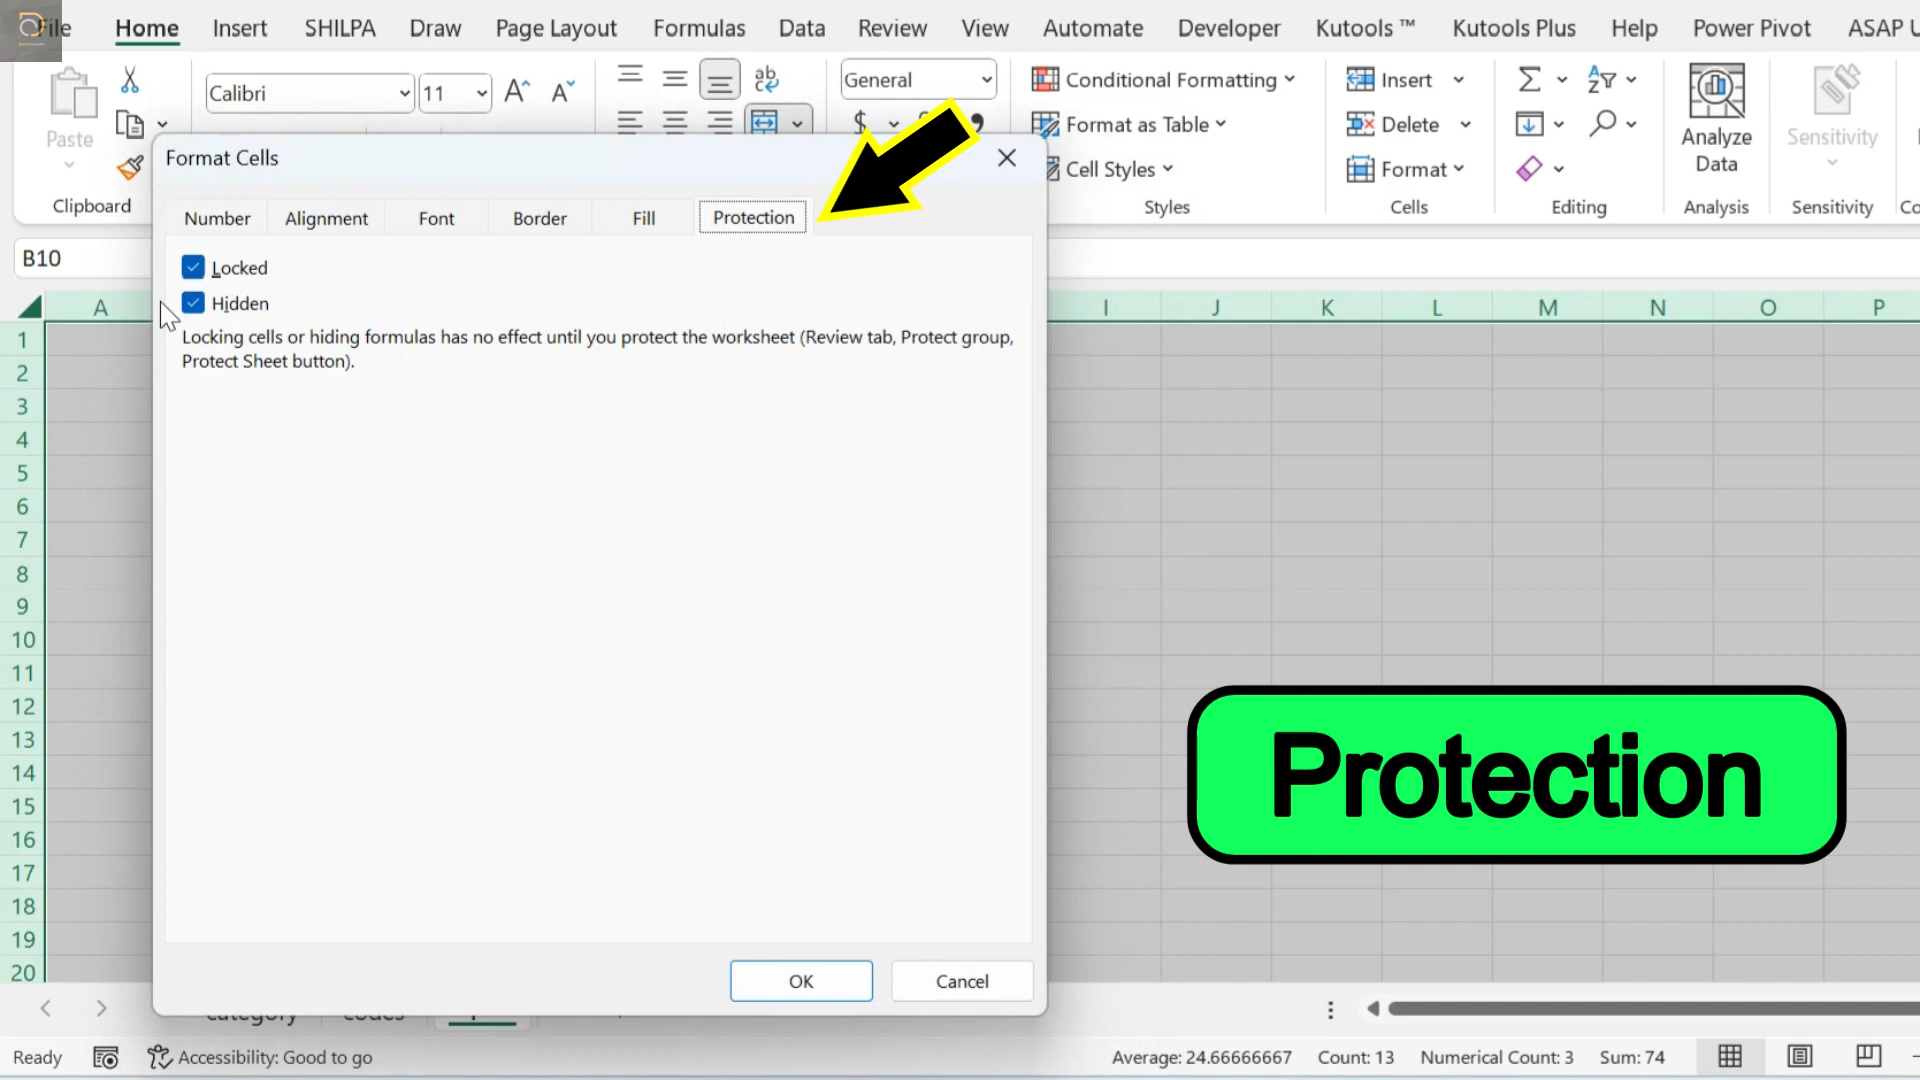 File Home Insert SHILPA Draw Page Layout Formulas Data Review View Automate Developer Kutools ™ Kutools Plus Help Power Pivot ASAP U
Calibri 11 General Conditional Formatting Insert
Paste Format as Table Delete Analyze Data Sensitivity
Cell Styles Format
Clipboard Styles Cells Editing Analysis Sensitivity Co
Format Cells
Number Alignment Font Border Fill Protection
B10
Locked
Hidden
Locking cells or hiding formulas has no effect until you protect the worksheet (Review tab, Protect group,
Protect Sheet button).
A I J K L M N O P
1
2
3
4
5
6
7
8
9
10
11
12
13
14
15
16
17
18
19
20
Protection
OK Cancel
category codes
Ready Accessibility: Good to go Average: 24.66666667 Count: 13 Numerical Count: 3 Sum: 74